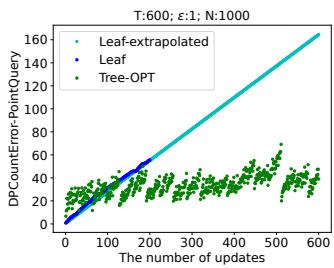 T:600; ε:1; N:1000
DPCountError-PointQuery
160
140
120
100
80
60
40
20
0
Leaf-extrapolated
Leaf
Tree-OPT
0 100 200 300 400 500 600
The number of updates